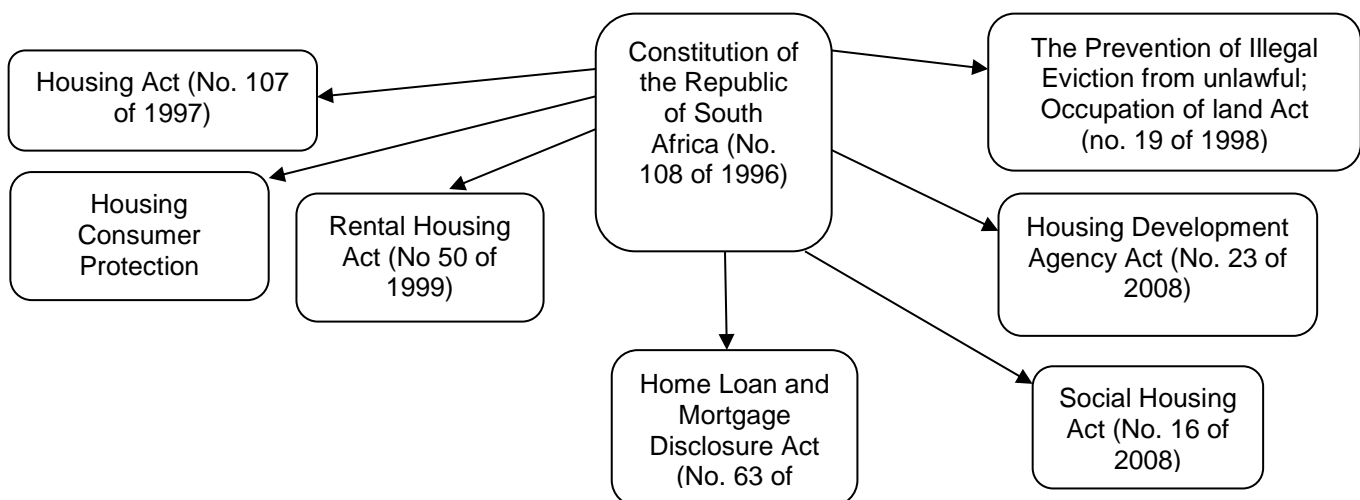 Constitution of
the Republic
of South
Africa (No.
108 of 1996)
The Prevention of Illegal
Eviction from unlawful;
Occupation of land Act
(no. 19 of 1998)
Housing Act (No. 107
of 1997)
Housing
Consumer
Protection
Rental Housing
Act (No 50 of
1999)
Housing Development
Agency Act (No. 23 of
2008)
Home Loan and
Mortgage
Disclosure Act
(No. 63 of
Social Housing
Act (No. 16 of
2008)